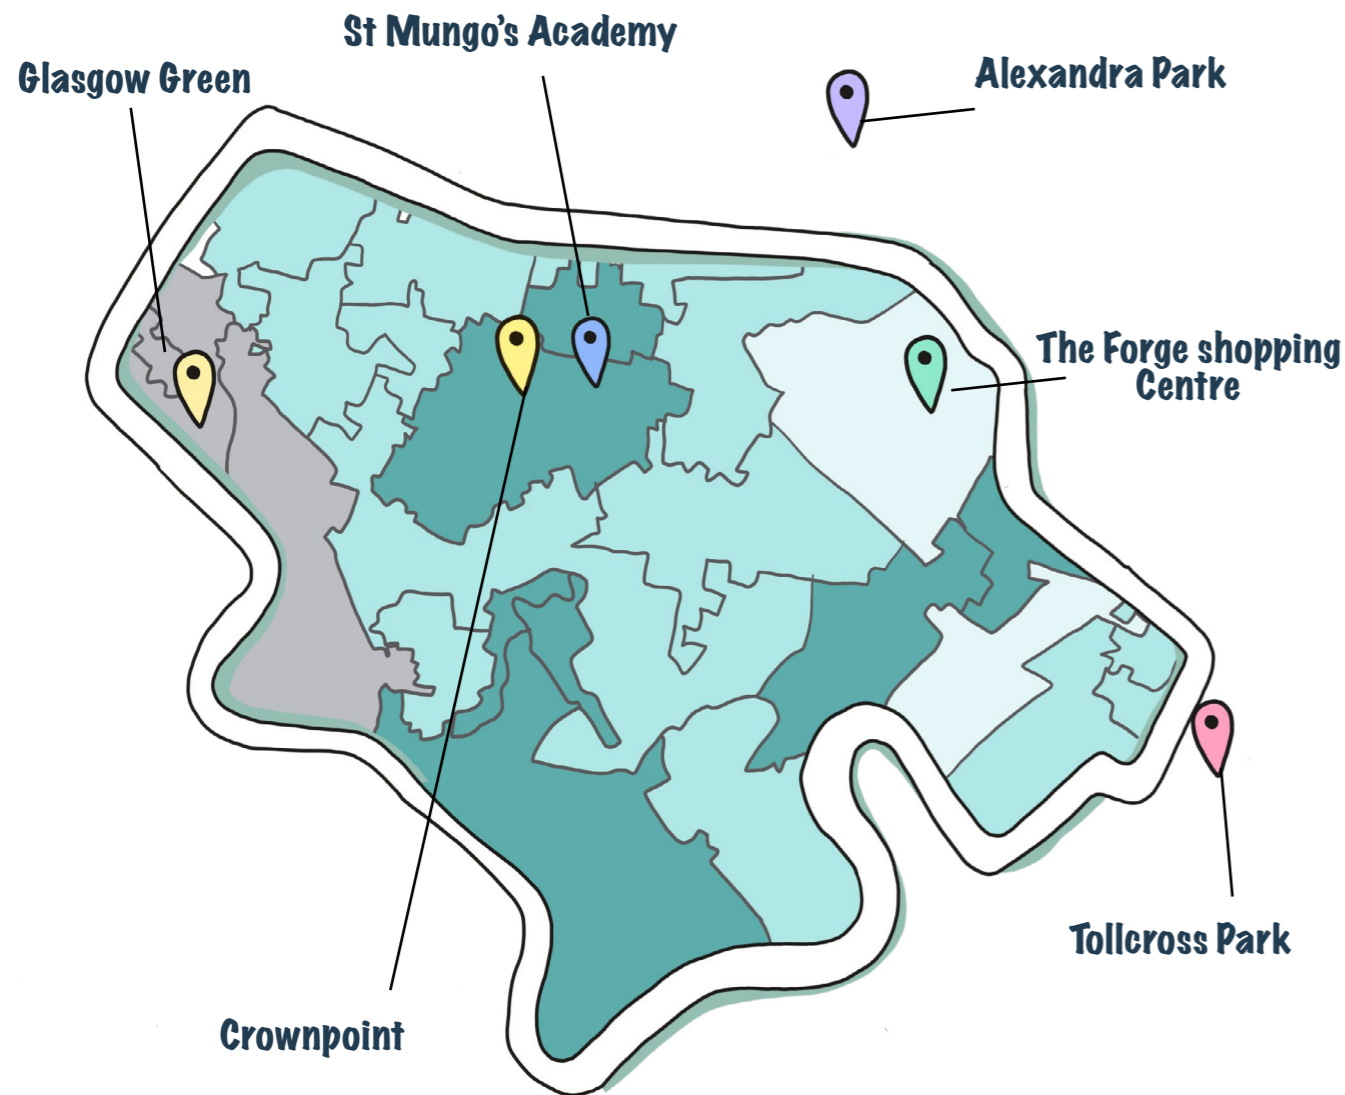 St Mungo's Academy
Glasgow Green
Alexandra Park
The Forge shopping
Centre
Tollcross Park
Crownpoint